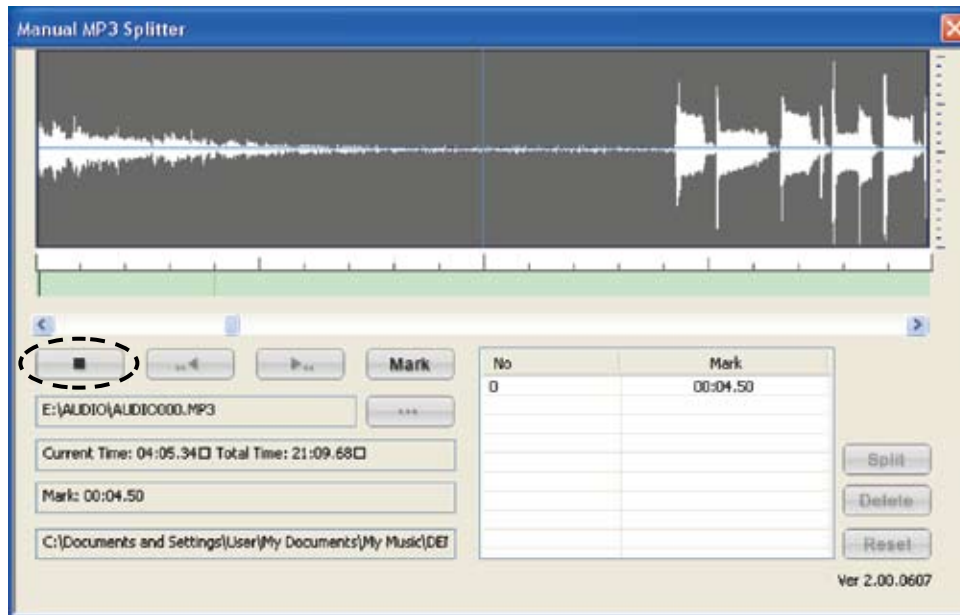 Manual MP3 Splitter
Mark
No Mark
0 00:04.50
E:\AUDIO\AUDIO000.MP3
...
Current Time: 04:05.34□ Total Time: 21:09.68□
Split
Mark: 00:04.50
Delete
C:\Documents and Settings\User\My Documents\My Music\DEF
Reset
Ver 2.00.0607